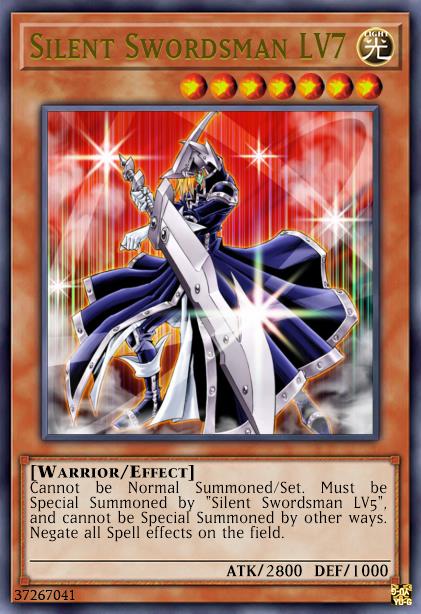 Silent Swordsman LV7
LIGHT
光
[Warrior/Effect]
Cannot be Normal Summoned/Set. Must be
Special Summoned by "Silent Swordsman LV5",
and cannot be Special Summoned by other ways.
Negate all Spell effects on the field.
ATK/2800 DEF/1000
37267041